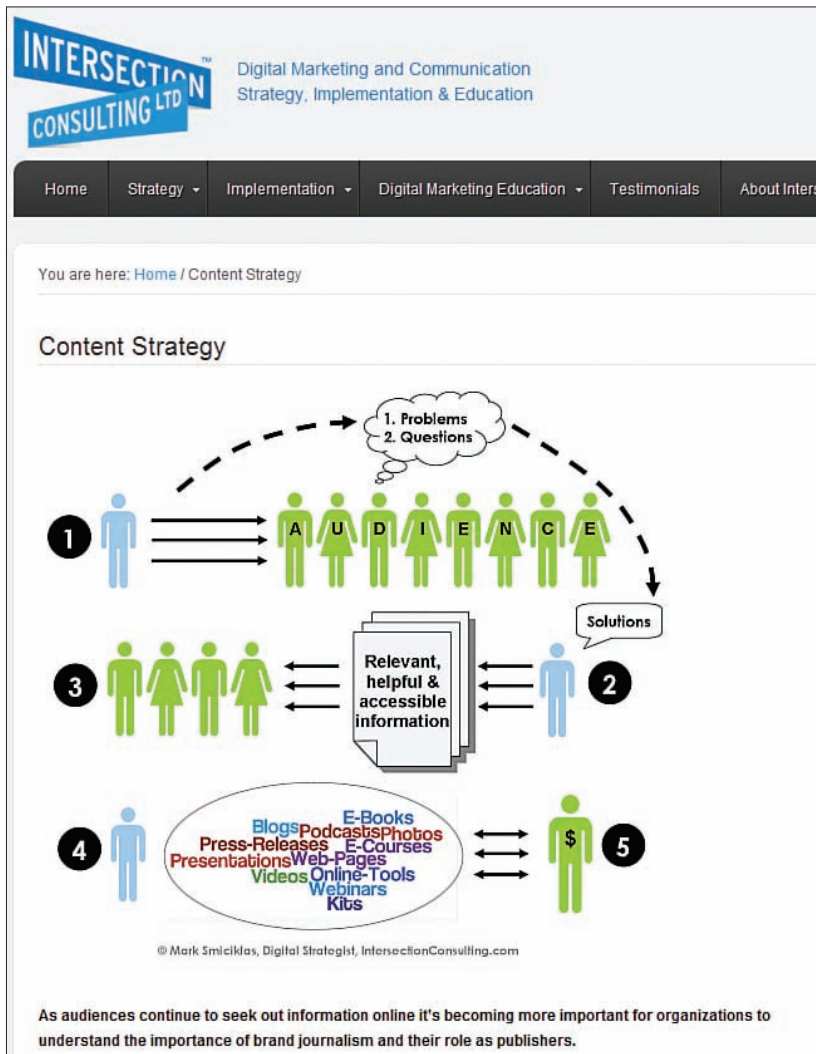 INTERSECTION™
CONSULTING LTD
Digital Marketing and Communication
Strategy, Implementation & Education
Home Strategy Implementation Digital Marketing Education Testimonials About Inters
You are here: Home / Content Strategy
Content Strategy
1. Problems
2. Questions
1
A U D I E N C E
Solutions
3
Relevant,
helpful &
accessible
information
2
4
E-Books
Blogs Podcasts Photos
Press-Releases E-Courses
Presentations Web-Pages
Videos Online-Tools
Webinars
Kits
$
5
© Mark Smiciklas, Digital Strategist, IntersectionConsulting.com
As audiences continue to seek out information online it's becoming more important for organizations to
understand the importance of brand journalism and their role as publishers.